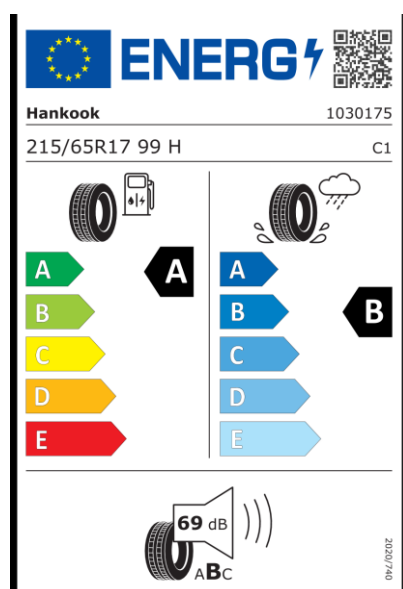 ENERG
Hankook 1030175
215/65R17 99 H C1
A A A
B B B
C C
D D
E E
69 dB
ABC
2020/740